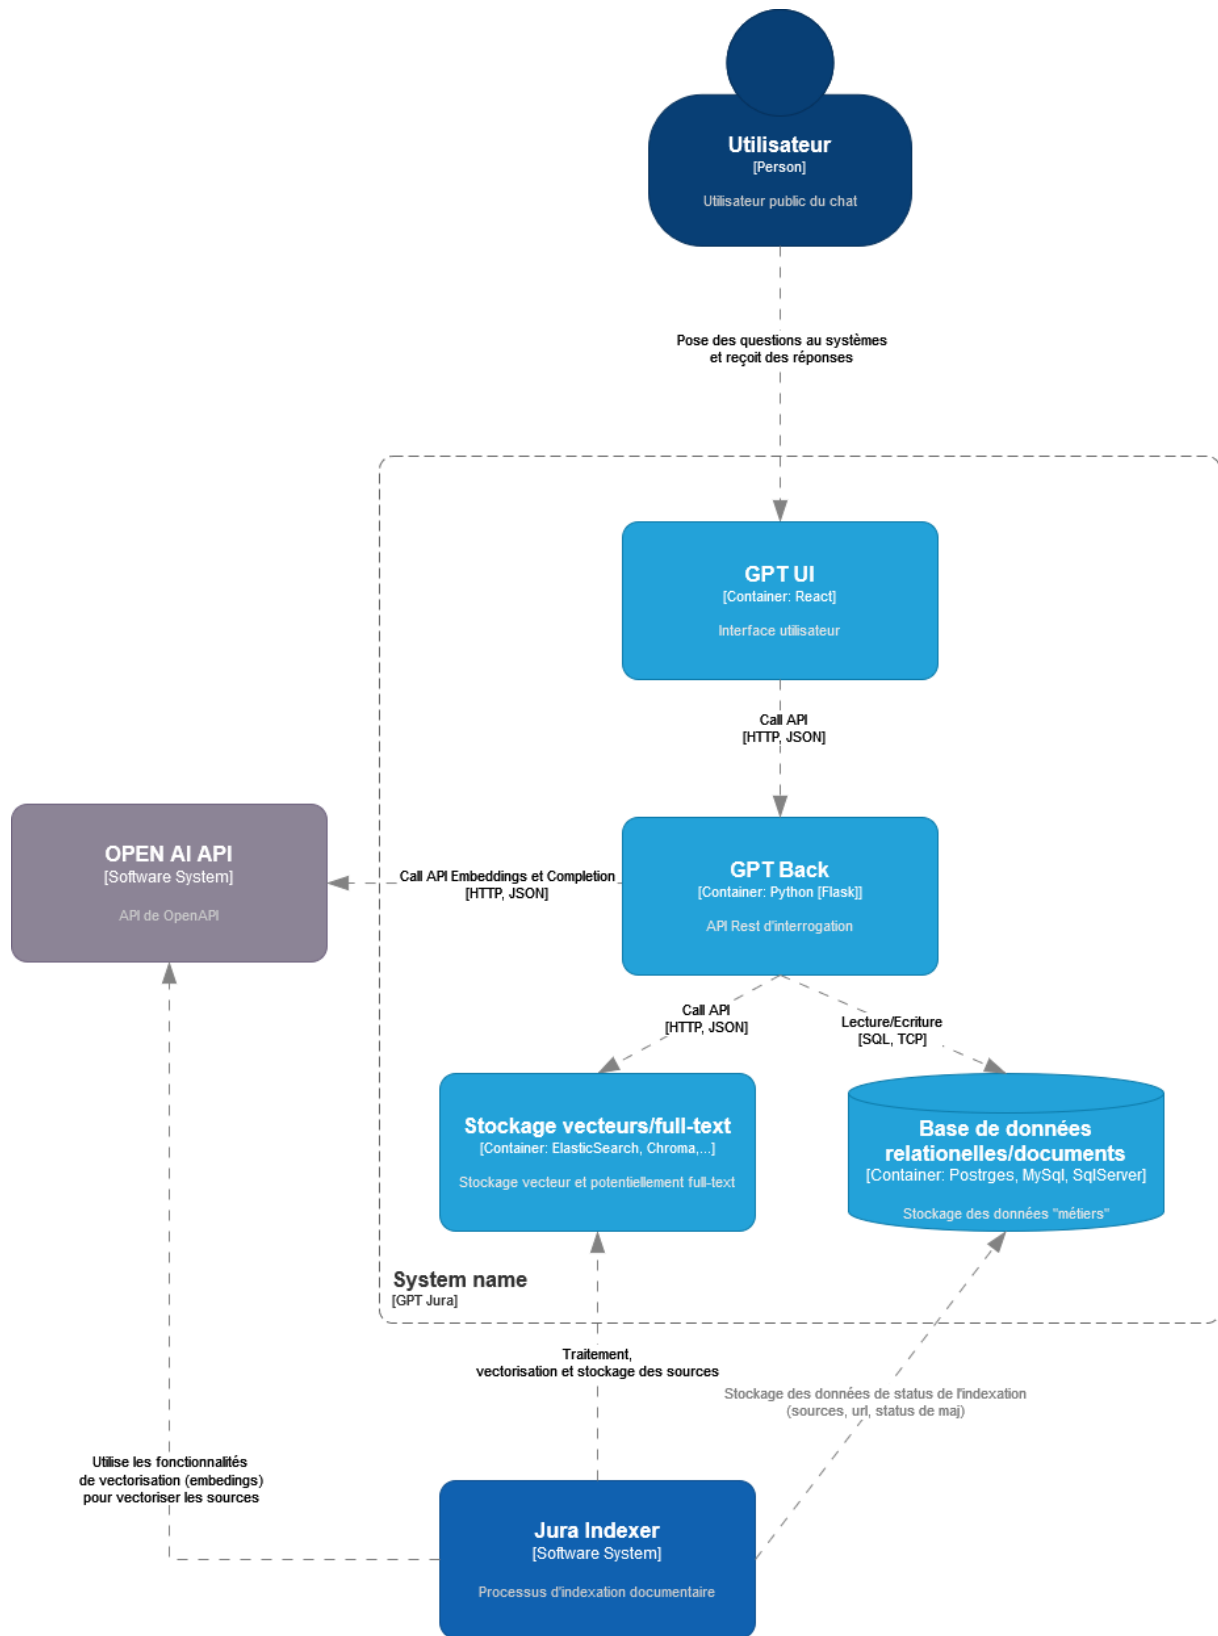 Utilisateur
[Person]
Utilisateur public du chat
Pose des questions au systèmes
et reçoit des réponses
GPT UI
[Container: React]
Interface utilisateur
Call API
[HTTP, JSON]
OPEN AI API
[Software System]
API de OpenAPI
Call API Embeddings et Completion
[HTTP, JSON]
GPT Back
[Container: Python [Flask]]
API Rest d'interrogation
Call API
[HTTP, JSON]
Lecture/Ecriture
[SQL, TCP]
Stockage vecteurs/full-text
[Container: ElasticSearch, Chroma,...]
Stockage vecteur et potentiellement full-text
Base de données
relationelles/documents
[Container: Postrges, MySql, SqlServer]
Stockage des données "métiers"
System name
[GPT Jura]
Traitement,
vectorisation et stockage des sources
Stockage des données de status de l'indexation
(sources, url, status de maj)
Utilise les fonctionnalités
de vectorisation (embedings)
pour vectoriser les sources
Jura Indexer
[Software System]
Processus d'indexation documentaire